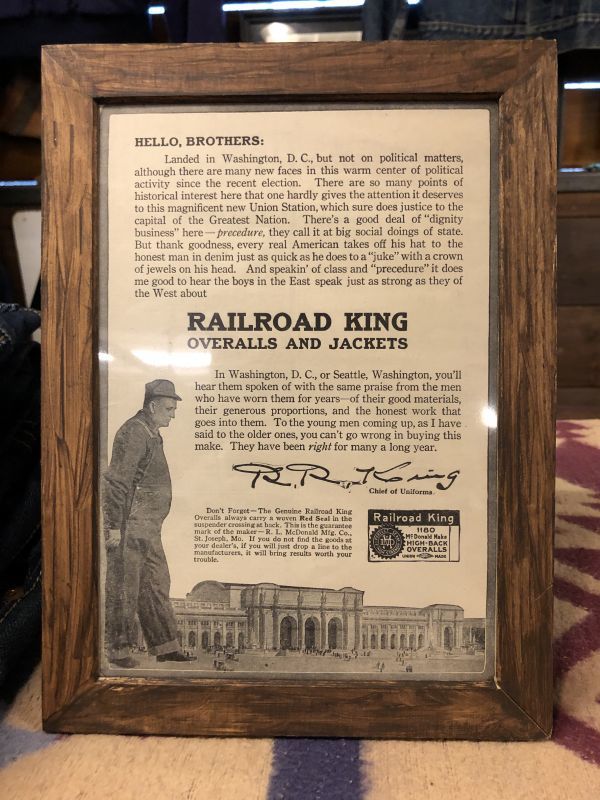 HELLO, BROTHERS:
Landed in Washington, D. C., but not on political matters,
although there are many new faces in this warm center of political
activity since the recent election. There are so many points of
historical interest here that one hardly gives the attention it deserves
to this magnificent new Union Station, which sure does justice to the
capital of the Greatest Nation. There's a good deal of "dignity
business" here—precedure, they call it at big social doings of state.
But thank goodness, every real American takes off his hat to the
honest man in denim just as quick as he does to a "juke" with a crown
of jewels on his head. And speakin' of class and "precedure" it does
me good to hear the boys in the East speak just as strong as they of
the West about
RAILROAD KING
OVERALLS AND JACKETS
In Washington, D. C., or Seattle, Washington, you'll
hear them spoken of with the same praise from the men
who have worn them for years—of their good materials,
their generous proportions, and the honest work that
goes into them. To the young men coming up, as I have
said to the older ones, you can't go wrong in buying this
make. They have been right for many a long year.
R. R. King
Chief of Uniforms.
Don't Forget—The Genuine Railroad King
Overalls always carry a woven Red Seal in the
suspender crossing at back. This is the guarantee
mark of the maker—R. L. McDonald Mfg. Co.,
St. Joseph, Mo. If you do not find the goods at
your dealer's, if you will just drop a line to the
manufacturers, it will bring results worth your
trouble.
Railroad King
1180
McDonald Make
HIGH-BACK
OVERALLS
UNION MADE